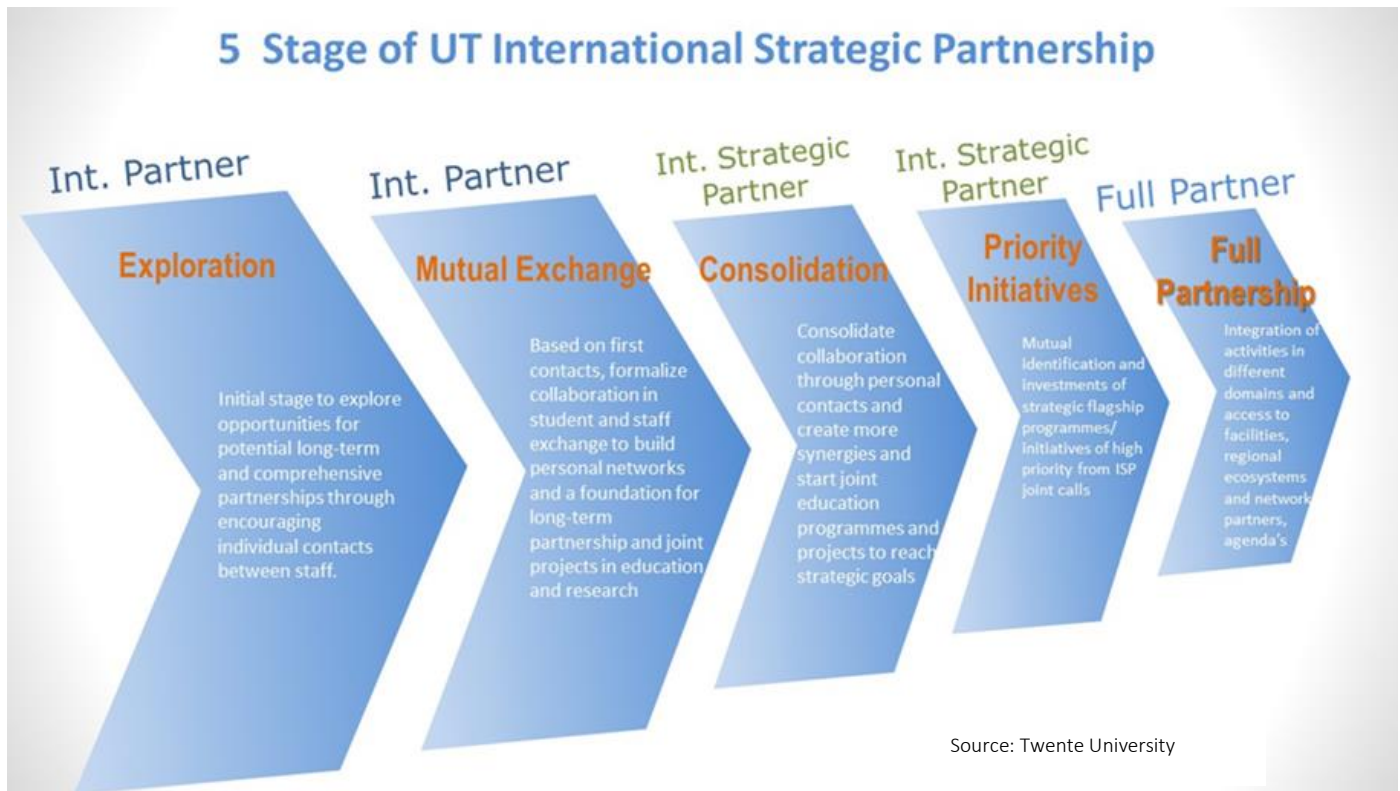 5 Stage of UT International Strategic Partnership
Int. Partner
Exploration
Initial stage to explore
opportunities for
potential long-term
and comprehensive
partnerships through
encouraging
individual contacts
between staff.
Int. Partner
Mutual Exchange
Based on first
contacts, formalize
collaboration in
student and staff
exchange to build
personal networks
and a foundation for
long-term
partnership and joint
projects in education
and research
Int. Strategic
Partner
Consolidation
Consolidate
collaboration
through personal
contacts and
create more
synergies and
start joint
education
programmes and
projects to reach
strategic goals
Int. Strategic
Partner
Priority
Initiatives
Mutual
identification and
investments of
strategic flagship
programmes/
initiatives of high
priority from ISP
joint calls
Full Partner
Full
Partnership
Integration of
activities in
different
domains and
access to
facilities,
regional
ecosystems
and network
partners,
agenda's
Source: Twente University